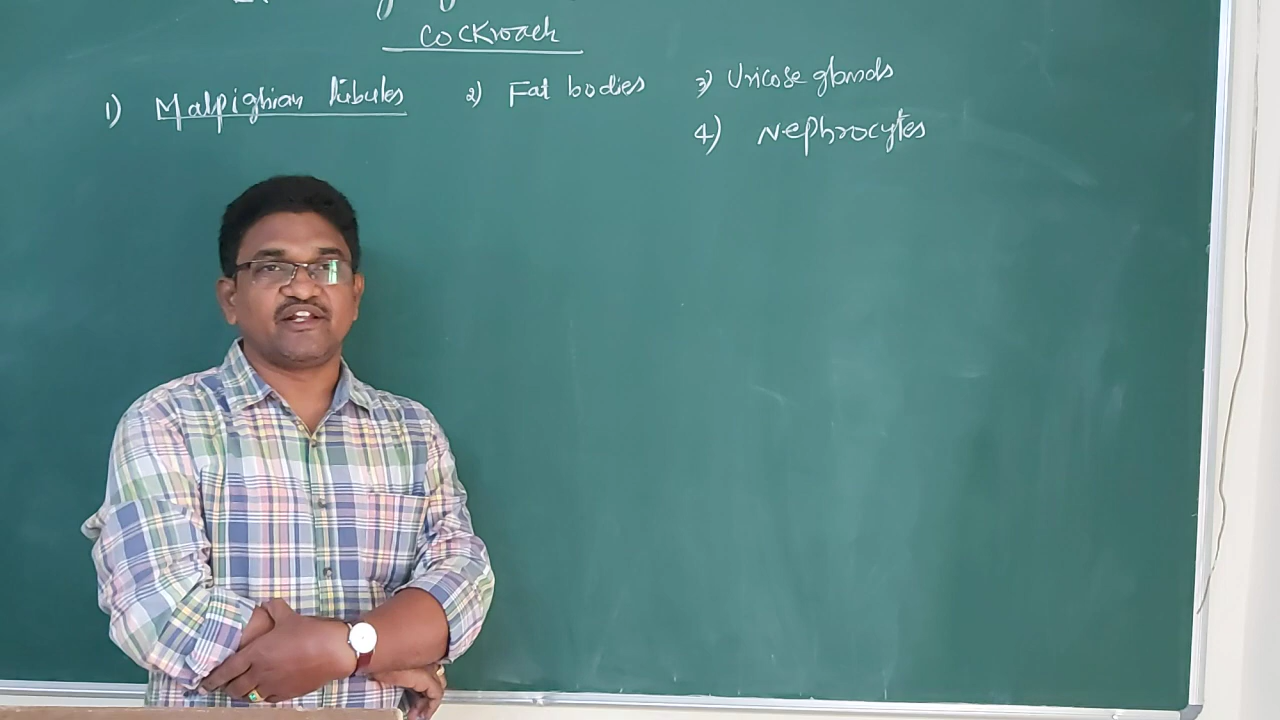 Cockroach
1) Malpighian tubules 2) Fat bodies 3) Uricose glands
4) Nephrocytes